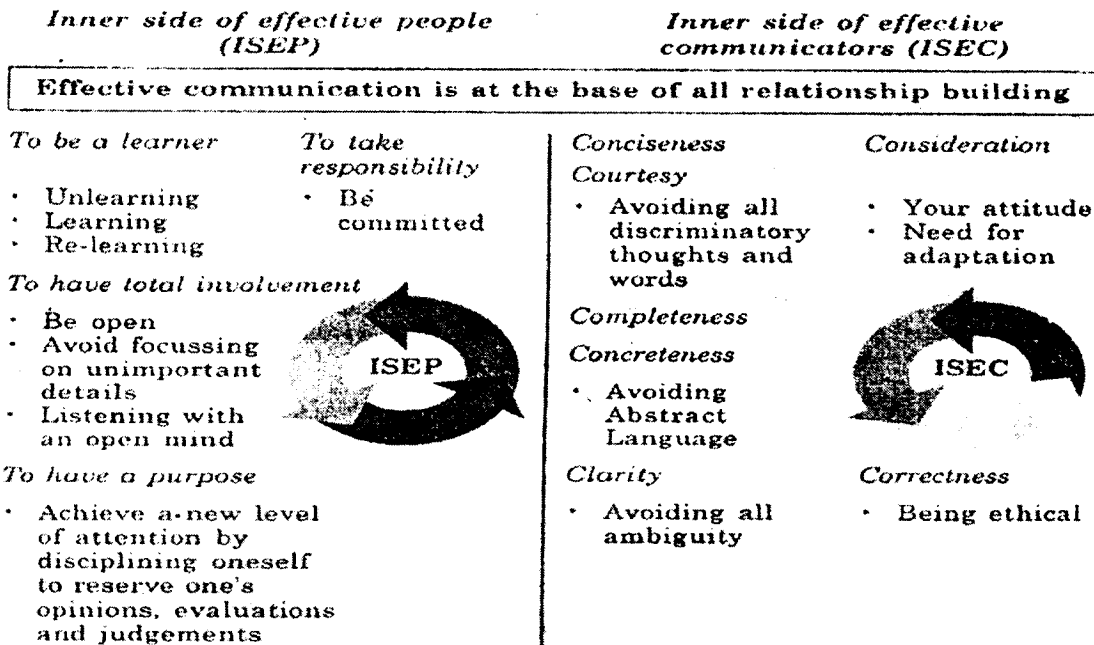 Inner side of effective people
(ISEP)
Inner side of effective
communicators (ISEC)
Effective communication is at the base of all relationship building
To be a learner
· Unlearning
· Learning
· Re-learning
To take
responsibility
· Be
committed
To have total involvement
· Be open
· Avoid focussing
on unimportant
details
· Listening with
an open mind
ISEP
To have a purpose
· Achieve a·new level
of attention by
disciplining oneself
to reserve one's
opinions, evaluations
and judgements
Conciseness
Courtesy
· Avoiding all
discriminatory
thoughts and
words
Completeness
Concreteness
· Avoiding
Abstract
Language
Clarity
· Avoiding all
ambiguity
Consideration
· Your attitude
· Need for
adaptation
ISEC
Correctness
· Being ethical